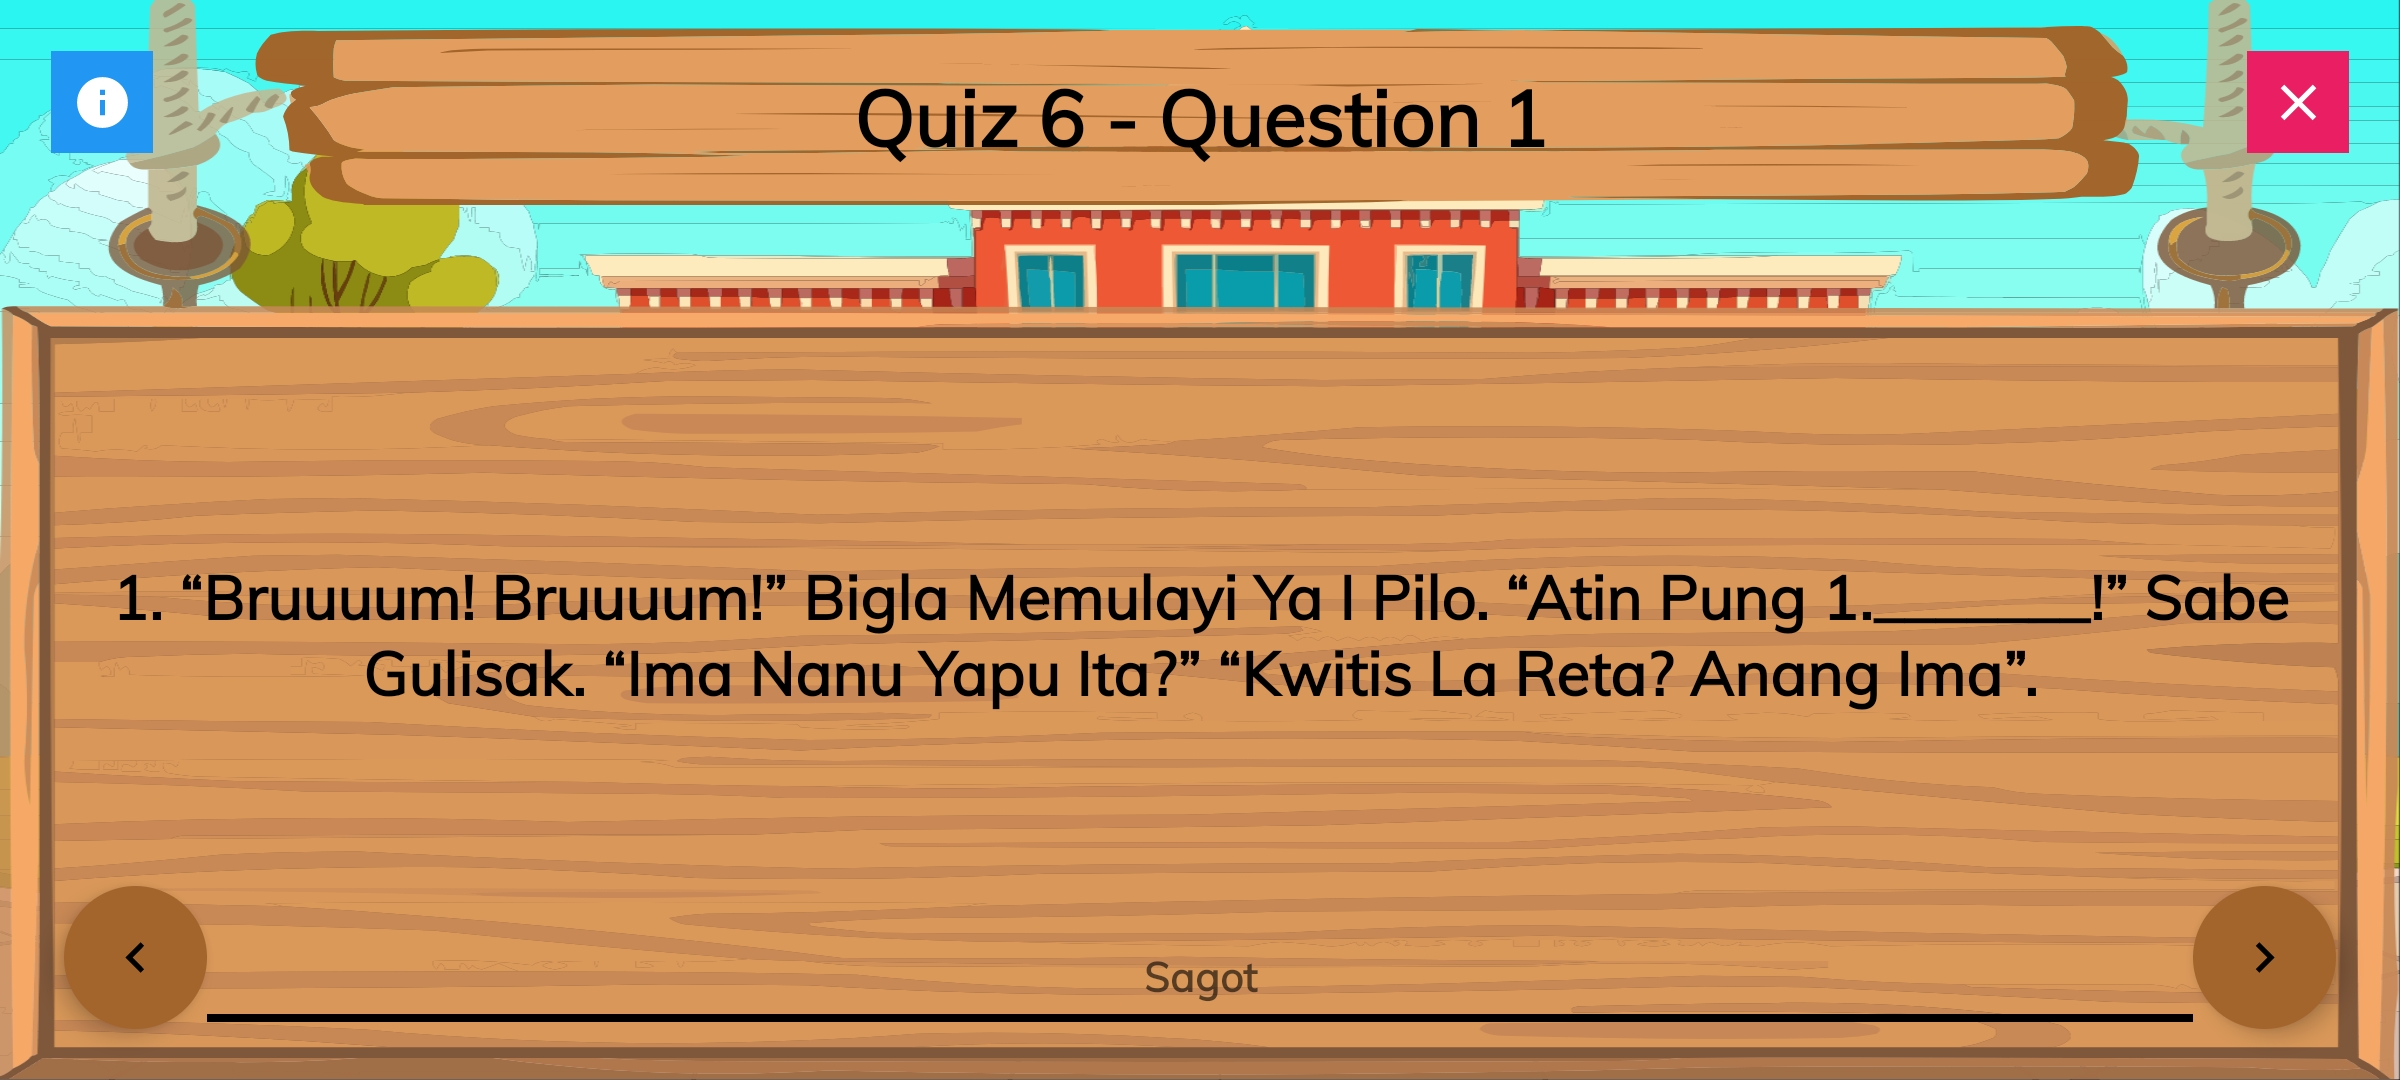 Quiz 6 - Question 1
1. “Bruuuum! Bruuuum!” Bigla Memulayi Ya I Pilo. “Atin Pung 1._______!” Sabe
Gulisak. “Ima Nanu Yapu Ita?” “Kwitis La Reta? Anang Ima”.
Sagot